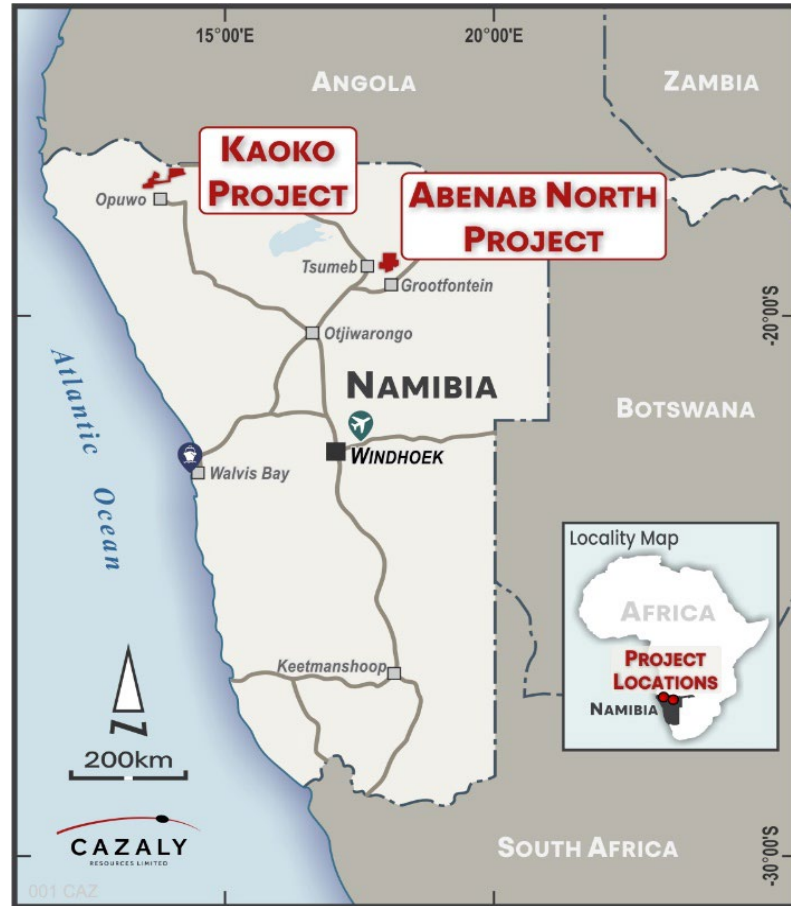 15°00'E
20°00'E
ANGOLA
ZAMBIA
KAOKO
PROJECT
ABENAB NORTH
PROJECT
Opuwo
Tsumeb
Grootfontein
-20°00'S
Otjiwarongo
Atlantic Ocean
NAMIBIA
BOTSWANA
WINDHOEK
Walvis Bay
Locality Map
AFRICA
PROJECT
LOCATIONS
NAMIBIA
Keetmanshoop
N
200km
CAZALY
RESOURCES LIMITED
SOUTH AFRICA
-30°00'S
001 CAZ